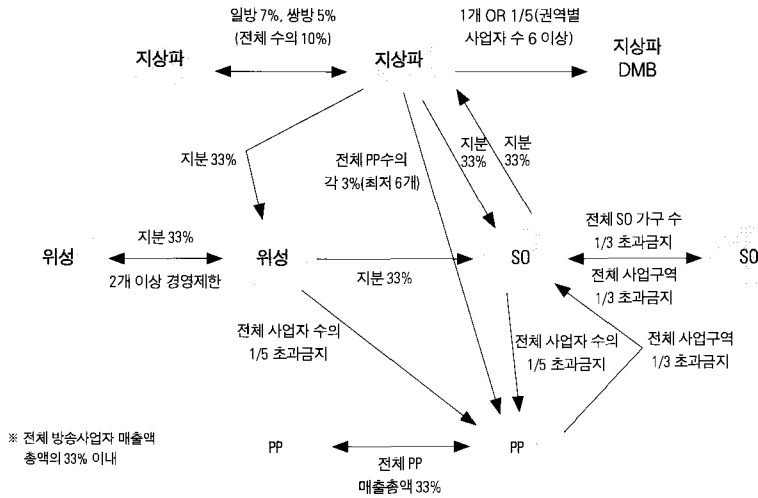 일방 7%, 쌍방 5%
(전체 수의 10%)
1개 OR 1/5(권역별
사업자 수 6 이상)
지상파
지상파
지상파
DMB
지분 33%
전체 PP수의
각 3%(최저 6개)
지분
33%
지분
33%
위성
지분 33%
2개 이상 경영제한
위성
지분 33%
SO
전체 SO 가구 수
1/3 초과금지
전체 사업구역
1/3 초과금지
SO
전체 사업자 수의
1/5 초과금지
전체 사업자 수의
1/5 초과금지
전체 사업구역
1/3 초과금지
※ 전체 방송사업자 매출액
총액의 33% 이내
PP
전체 PP
매출총액 33%
PP